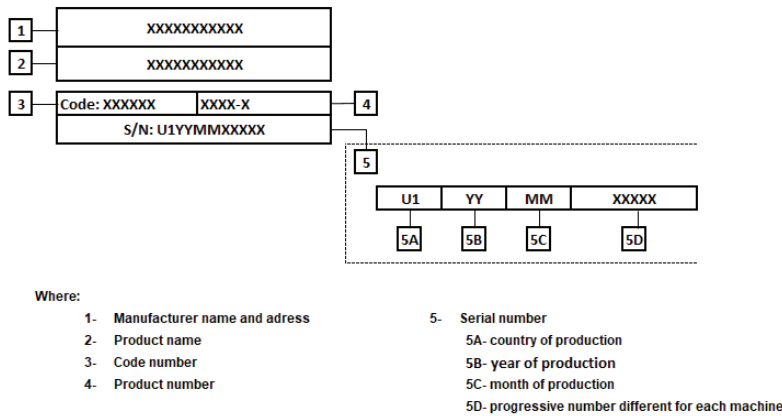 1
XXXXXXXXXXX
2
XXXXXXXXXXX
3
Code: XXXXXX
XXXX-X
4
S/N: U1YYMMXXXXX
5
U1
YY
MM
XXXXX
5A
5B
5C
5D
Where:
1- Manufacturer name and adress
2- Product name
3- Code number
4- Product number
5- Serial number
5A- country of production
5B- year of production
5C- month of production
5D- progressive number different for each machine